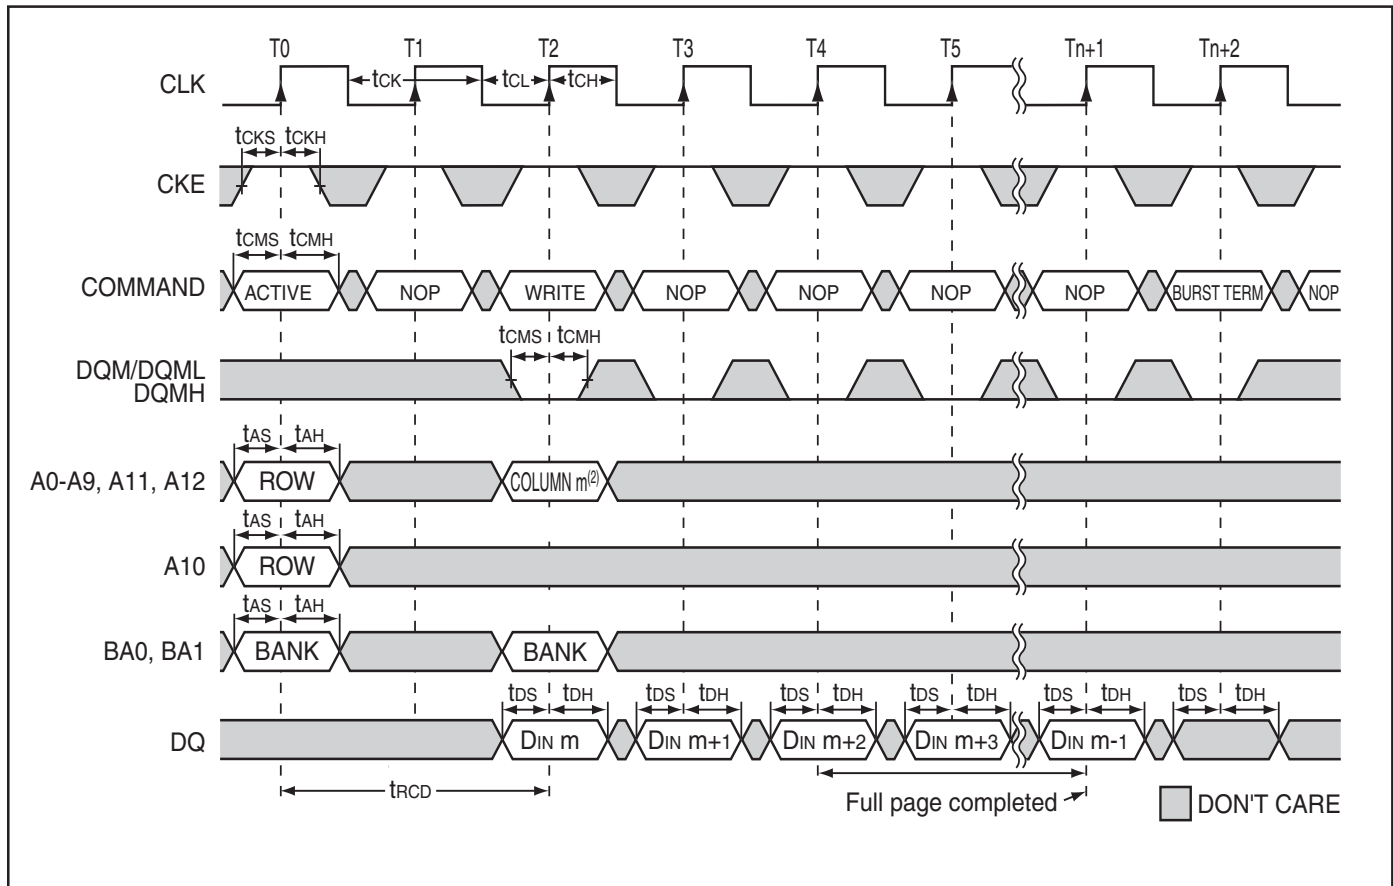 T0 T1 T2 T3 T4 T5 Tn+1 Tn+2
CLK
tCK tCL tCH
tCKS tCKH
CKE
tCMS tCMH
COMMAND ACTIVE NOP WRITE NOP NOP NOP NOP BURST TERM NOP
tCMS tCMH
DQM/DQML
DQMH
tAS tAH
A0-A9, A11, A12 ROW COLUMN m(2)
tAS tAH
A10 ROW
tAS tAH
BA0, BA1 BANK BANK
tDS tDH tDS tDH tDS tDH tDS tDH tDS tDH tDS tDH
DQ DIN m DIN m+1 DIN m+2 DIN m+3 DIN m-1
tRCD
Full page completed
DON'T CARE